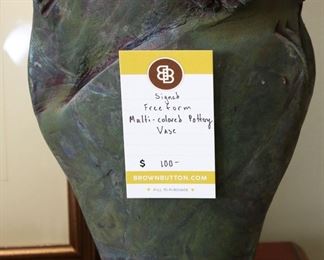 BB
Signed
Free form
Multi-colored Pottery
Vase
$ 100-
BROWNBUTTON.COM